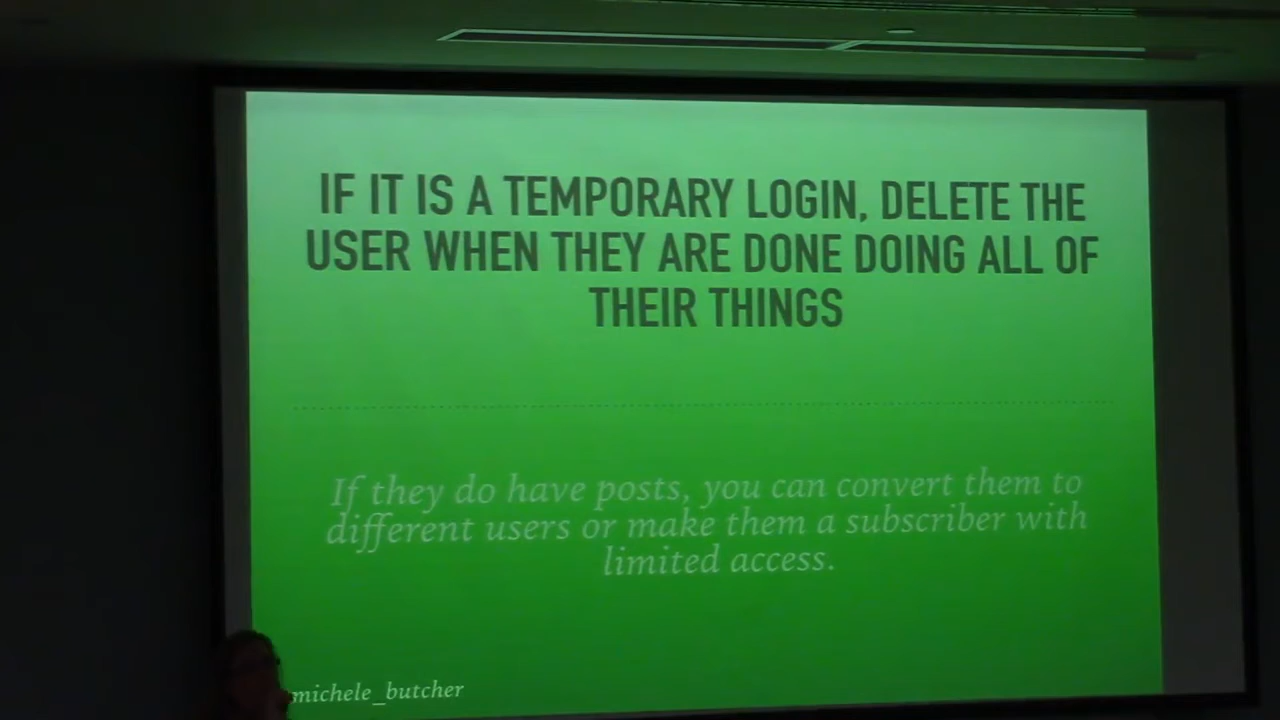 IF IT IS A TEMPORARY LOGIN, DELETE THE
USER WHEN THEY ARE DONE DOING ALL OF
THEIR THINGS
If they do have posts, you can convert them to
different users or make them a subscriber with
limited access.
michele_butcher